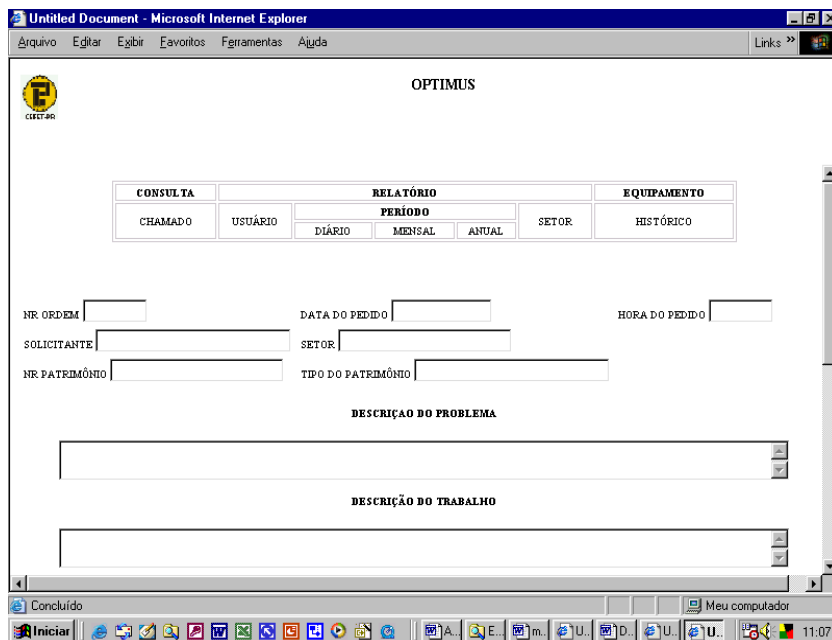 Untitled Document - Microsoft Internet Explorer
Arquivo Editar Exibir Favoritos Ferramentas Ajuda Links »
OPTIMUS
CEFET-PR
CONSULTA RELATÓRIO EQUIPAMENTO
CHAMADO USUÁRIO PERÍODO SETOR HISTÓRICO
DIÁRIO MENSAL ANUAL
NR ORDEM DATA DO PEDIDO HORA DO PEDIDO
SOLICITANTE SETOR
NR PATRIMÔNIO TIPO DO PATRIMÔNIO
DESCRIÇAO DO PROBLEMA
DESCRIÇÃO DO TRABALHO
Concluído Meu computador
Iniciar A... E... m... U... D... U... U... 11:07